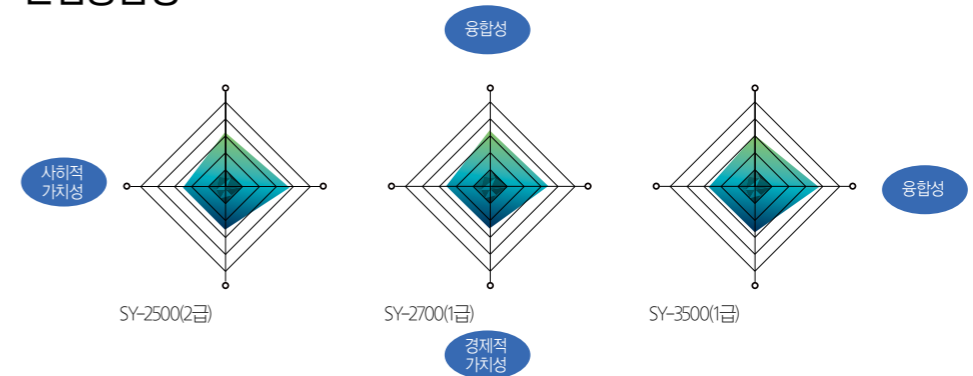 융합성
사히적
가치성
융합성
SY-2500(2급)
SY-2700(1급)
SY-3500(1급)
경제적
가치성